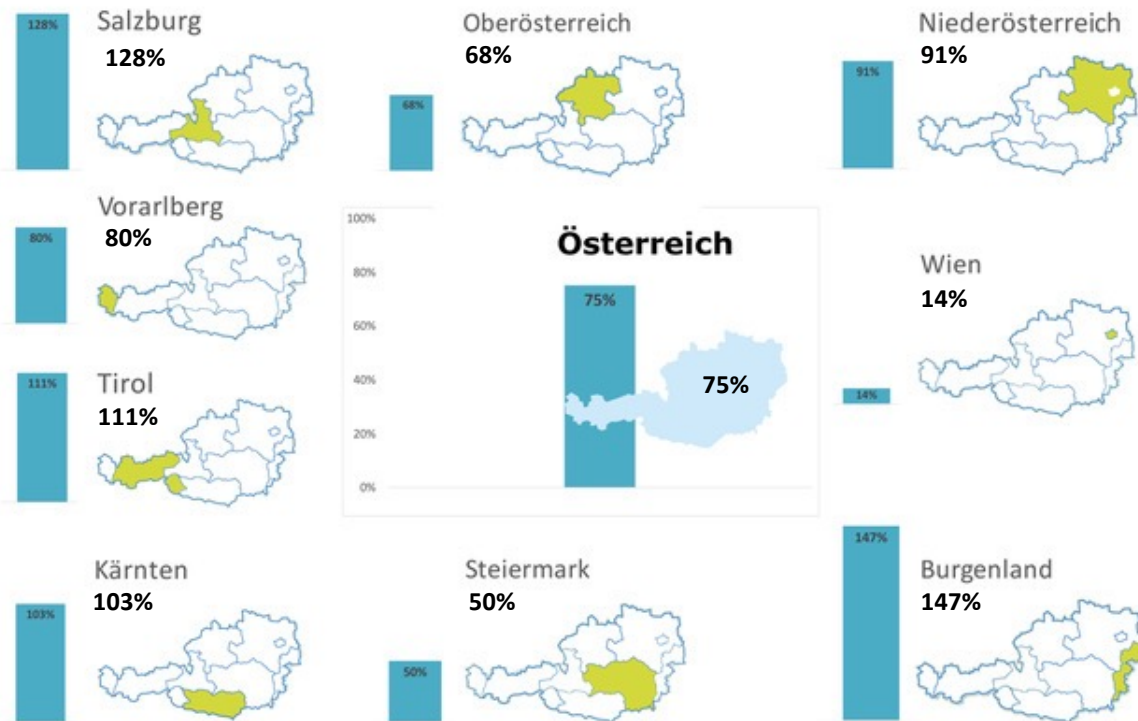 Salzburg
128%
128%
Oberösterreich
68%
68%
Niederösterreich
91%
91%
Vorarlberg
80%
80%
Tirol
111%
111%
100%
80%
60%
40%
20%
0%
Österreich
75%
75%
Wien
14%
14%
Kärnten
103%
103%
Steiermark
50%
50%
Burgenland
147%
147%